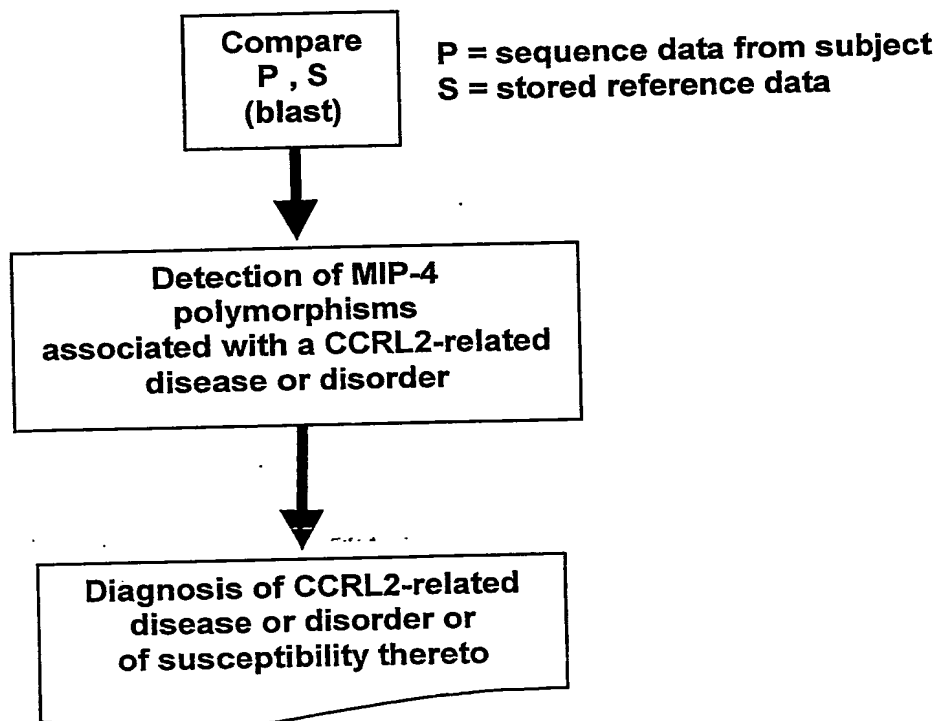 Compare
P , S
(blast)
P = sequence data from subject
S = stored reference data
Detection of MIP-4
polymorphisms
associated with a CCRL2-related
disease or disorder
Diagnosis of CCRL2-related
disease or disorder or
of susceptibility thereto